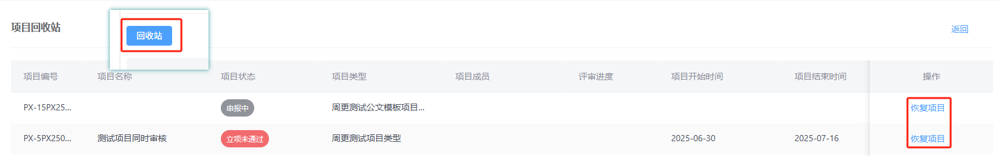 项目回收站
回收站
返回
项目编号 项目名称 项目状态 项目类型 项目成员 评审进度 项目开始时间 项目结束时间 操作
PX-15PX25... 申报中 周更测试公文模板项目... 恢复项目
PX-5PX250... 测试项目同时审核 立项未通过 周更测试项目类型 2025-06-30 2025-07-16 恢复项目